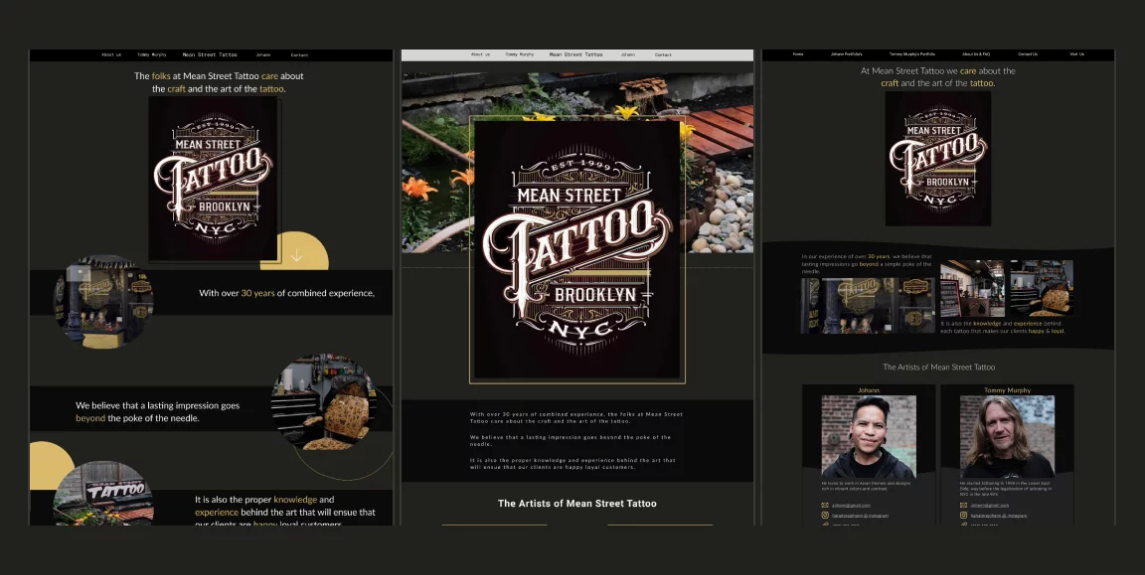 About us Tommy Murphy Mean Street Tattoo Johann Contact
The folks at Mean Street Tattoo care about
the craft and the art of the tattoo.
EST 1999
MEAN STREET
TATTOO
BROOKLYN
NYC
With over 30 years of combined experience,
We believe that a lasting impression goes
beyond the poke of the needle.
TATTOO
It is also the proper knowledge and
experience behind the art that will ensure that
our clients are happy loyal customers
About us Tommy Murphy Mean Street Tattoo Johann Contact
EST 1999
MEAN STREET
TATTOO
BROOKLYN
NYC
With over 30 years of combined experience, the folks at Mean Street
Tattoo care about the craft and the art of the tattoo.
We believe that a lasting impression goes beyond the poke of the
needle.
It is also the proper knowledge and experience behind the art that
will ensue that our clients are happy loyal customers.
The Artists of Mean Street Tattoo
Home Johann Portfolio's Tommy Murphy's Portfolio About Us & FAQ Contact Us Visit Us
At Mean Street Tattoo we care about the
craft and the art of the tattoo.
EST 1999
MEAN STREET
TATTOO
BROOKLYN
NYC
In our experience of over 30 years we believe that
lasting impressions go beyond a simple poke of the
needle.
It is also the knowledge and experience behind
each tattoo that makes our clients happy & loyal.
The Artists of Mean Street Tattoo
Johann
Tommy Murphy